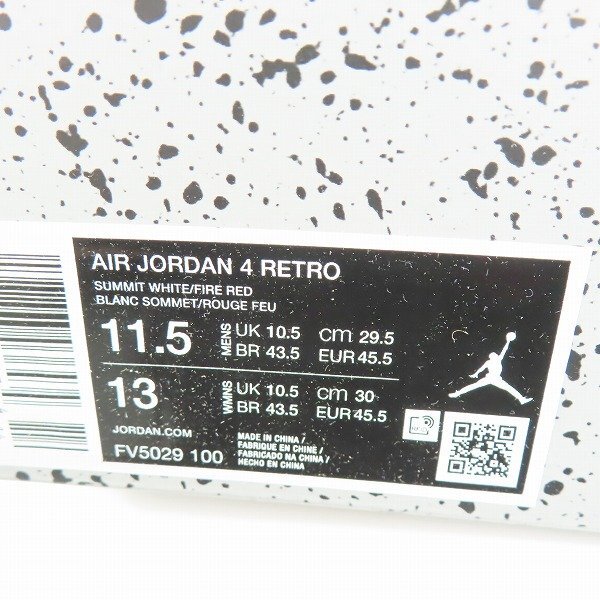 AIR JORDAN 4 RETRO
SUMMIT WHITE/FIRE RED
BLANC SOMMET/ROUGE FEU
11.5 MENS UK 10.5 cm 29.5
BR 43.5 EUR 45.5
13 WMNS UK 10.5 cm 30
BR 43.5 EUR 45.5
JORDAN.COM
FV5029 100
MADE IN CHINA /
FABRIQUÉ EN CHINE /
FABRICADO NA CHINA /
HECHO EN CHINA